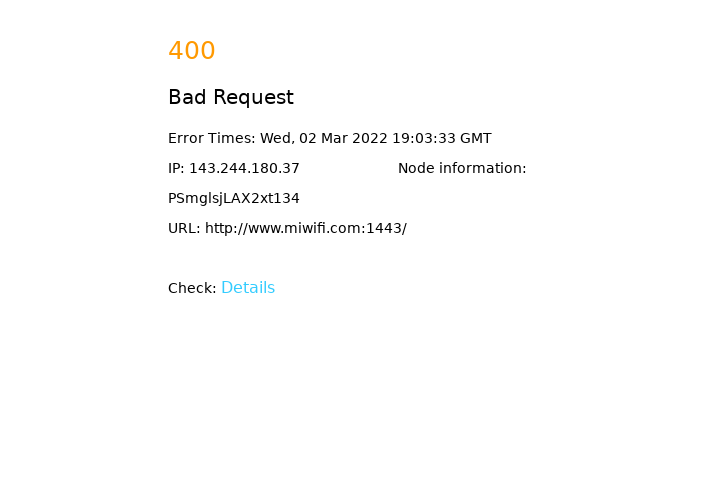 400
Bad Request
Error Times: Wed, 02 Mar 2022 19:03:33 GMT
IP: 143.244.180.37 Node information:
PSmglsjLAX2xt134
URL: http://www.miwifi.com:1443/
Check: Details